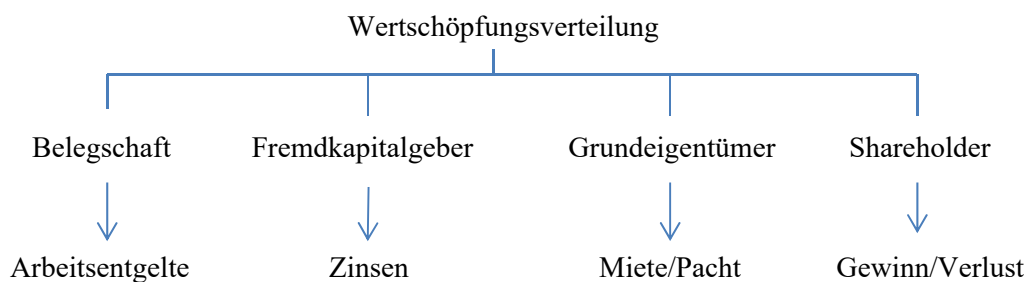 Wertschöpfungsverteilung
Belegschaft Fremdkapitalgeber Grundeigentümer Shareholder
Arbeitsentgelte Zinsen Miete/Pacht Gewinn/Verlust